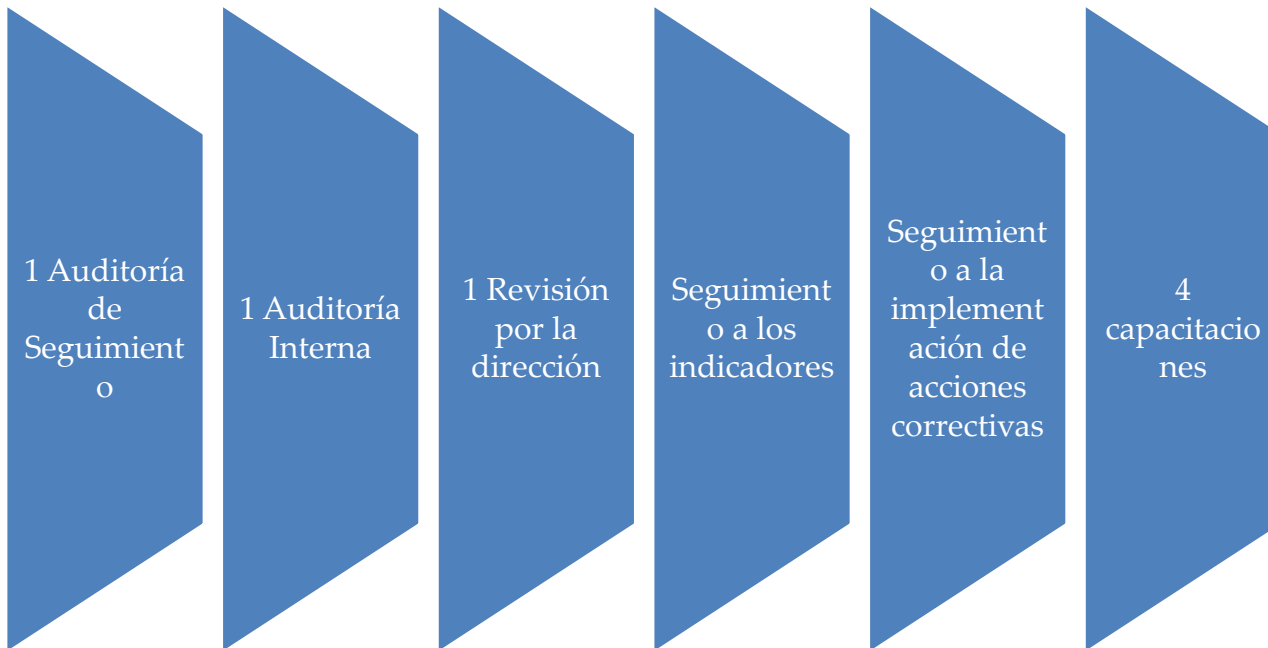 1 Auditoría
de
Seguimient
o
1 Auditoría
Interna
1 Revisión
por la
dirección
Seguimient
o a los
indicadores
Seguimient
o a la
implement
ación de
acciones
correctivas
4
capacitacio
nes